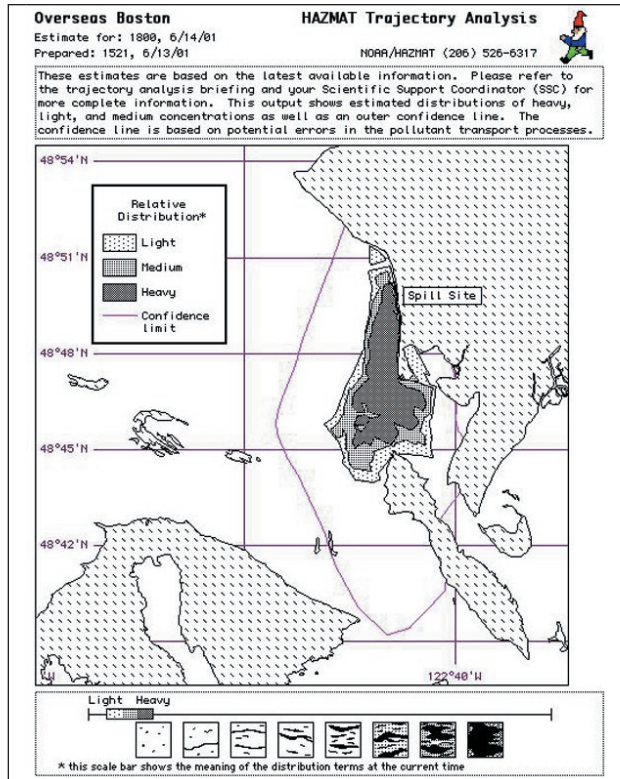 Overseas Boston
HAZMAT Trajectory Analysis
Estimate for: 1800, 6/14/01
Prepared: 1521, 6/13/01
NOAA/HAZMAT (206) 526-6317
These estimates are based on the latest available information. Please refer to
the trajectory analysis briefing and your Scientific Support Coordinator (SSC) for
more complete information. This output shows estimated distributions of heavy,
light, and medium concentrations as well as an outer confidence line. The
confidence line is based on potential errors in the pollutant transport processes.
48°54'N
Relative
Distribution*
Light
Medium
Heavy
Confidence
limit
48°51'N
Spill Site
48°48'N
48°45'N
48°42'N
W
122°40'W
Light Heavy
* this scale bar shows the meaning of the distribution terms at the current time